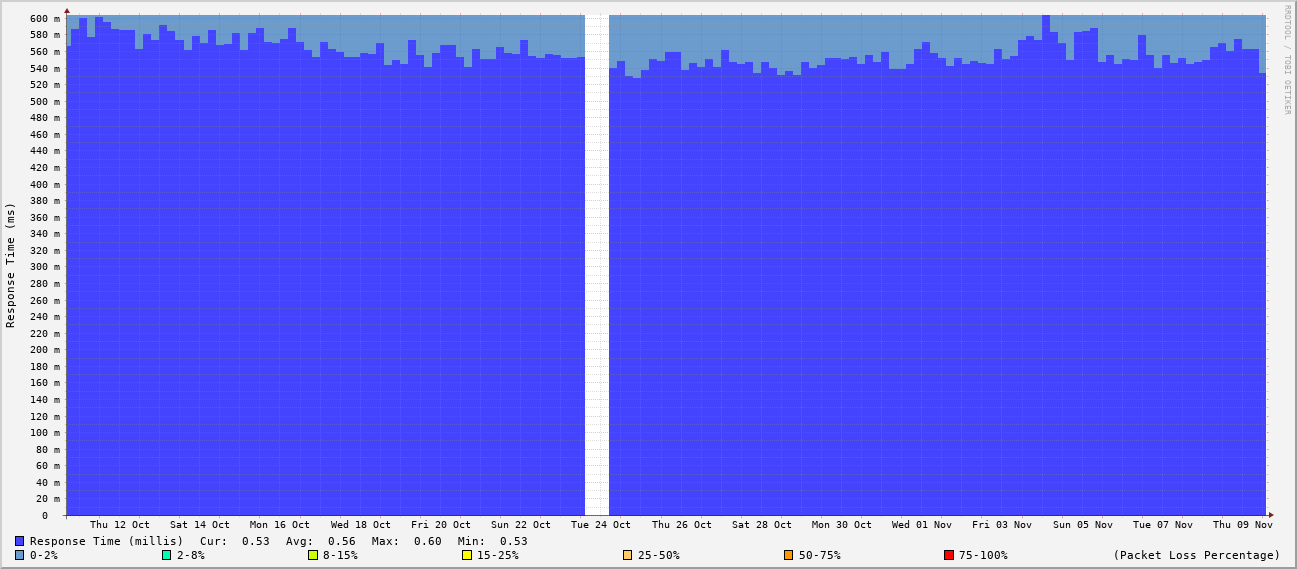 600 m
580 m
560 m
540 m
520 m
500 m
480 m
460 m
440 m
420 m
400 m
380 m
360 m
340 m
320 m
300 m
280 m
260 m
240 m
220 m
200 m
180 m
160 m
140 m
120 m
100 m
80 m
60 m
40 m
20 m
0
Response Time (ms)
RRDTOOL / TOBI OETIKER
Thu 12 Oct Sat 14 Oct Mon 16 Oct Wed 18 Oct Fri 20 Oct Sun 22 Oct Tue 24 Oct Thu 26 Oct Sat 28 Oct Mon 30 Oct Wed 01 Nov Fri 03 Nov Sun 05 Nov Tue 07 Nov Thu 09 Nov
Response Time (millis) Cur: 0.53 Avg: 0.56 Max: 0.60 Min: 0.53
0-2% 2-8% 8-15% 15-25% 25-50% 50-75% 75-100% (Packet Loss Percentage)